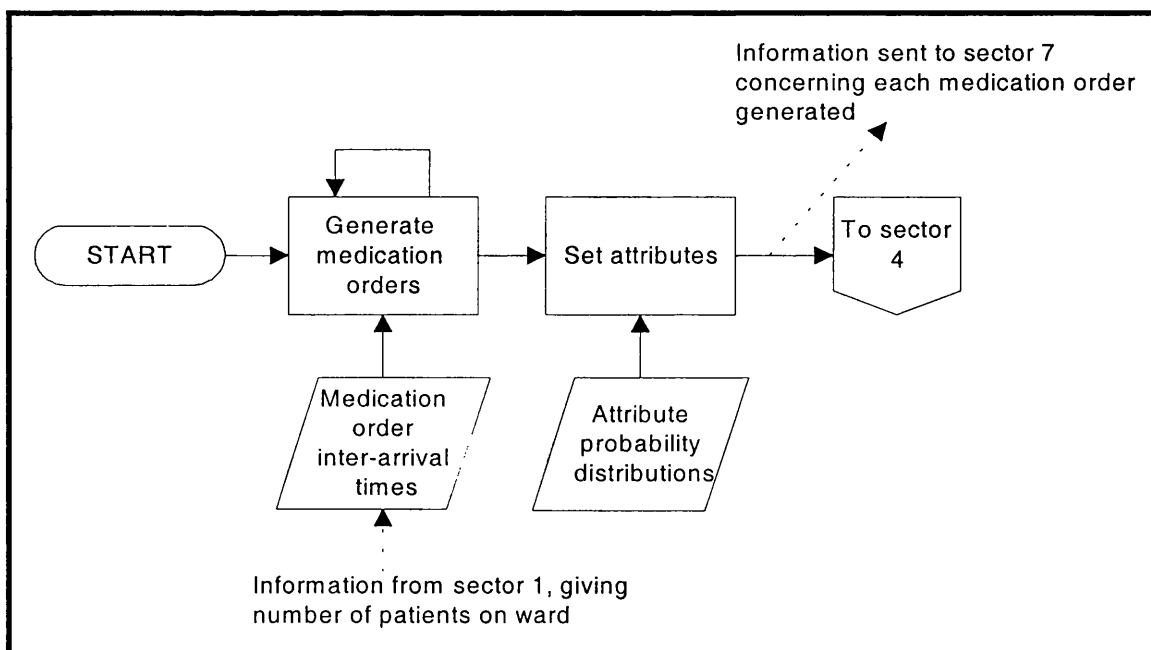 Information sent to sector 7
concerning each medication order
generated
START
Generate
medication
orders
Set attributes
To sector
4
Medication
order
inter-arrival
times
Attribute
probability
distributions
Information from sector 1, giving
number of patients on ward